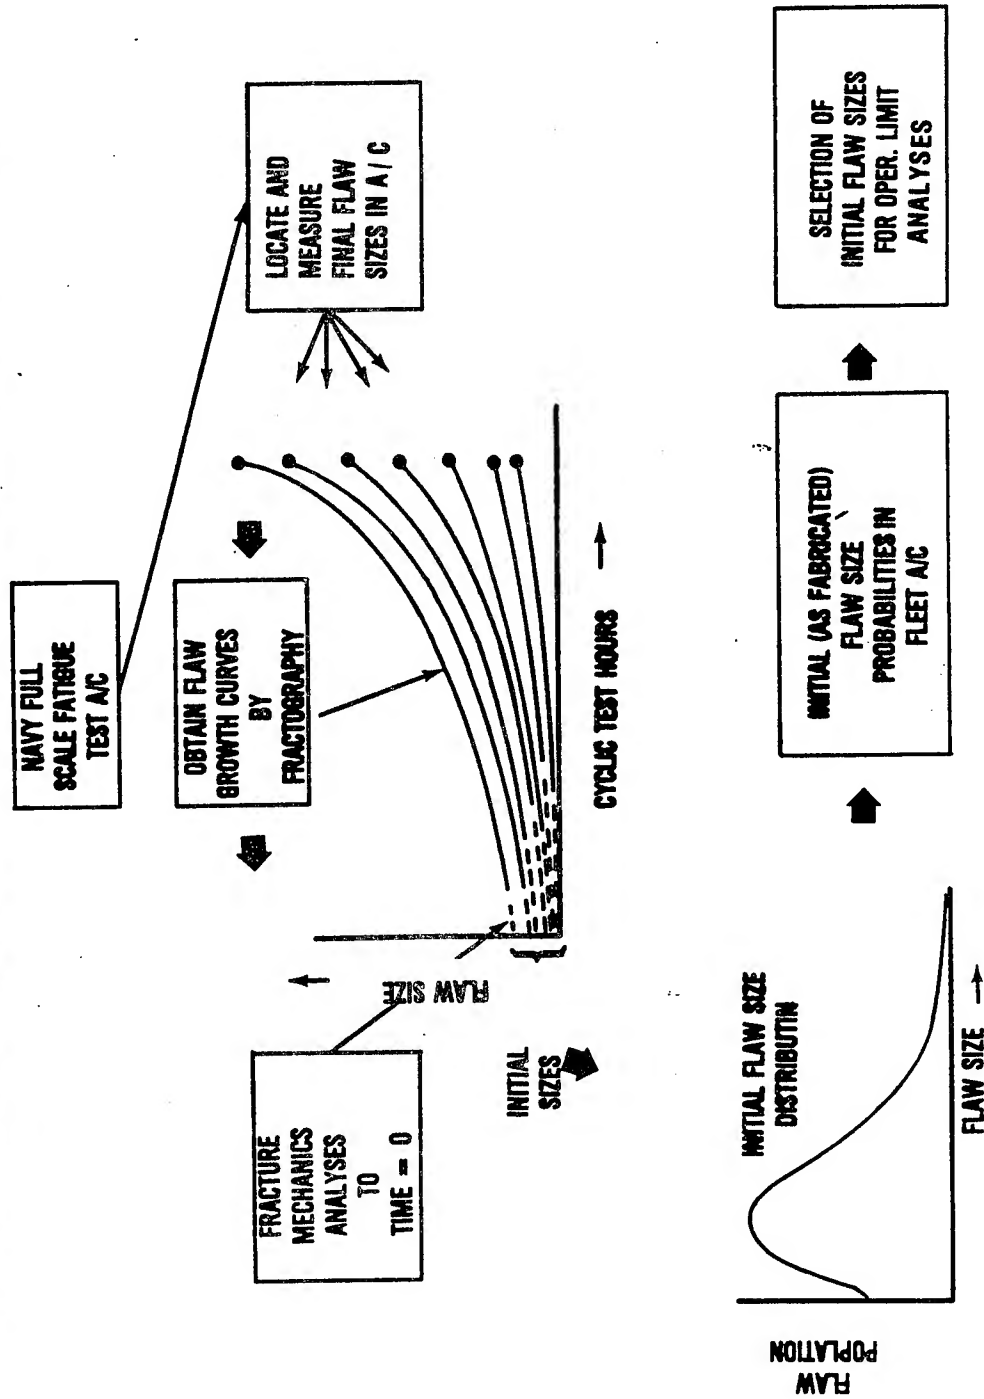 NAVY FULL
SCALE FATIGUE
TEST A/C
OBTAIN FLAW
GROWTH CURVES
BY
FRACTOGRAPHY
LOCATE AND
MEASURE
FINAL FLAW
SIZES IN A/C
FRACTURE
MECHANICS
ANALYSES
TO
TIME = 0
FLAW SIZE
INITIAL
SIZES
CYCLIC TEST HOURS
FLAW
POPLATION
INITIAL FLAW SIZE
DISTRIBUTIN
FLAW SIZE
INITIAL (AS FABRICATED)
FLAW SIZE
PROBABILITIES IN
FLEET A/C
SELECTION OF
INITIAL FLAW SIZES
FOR OPER. LIMIT
ANALYSES